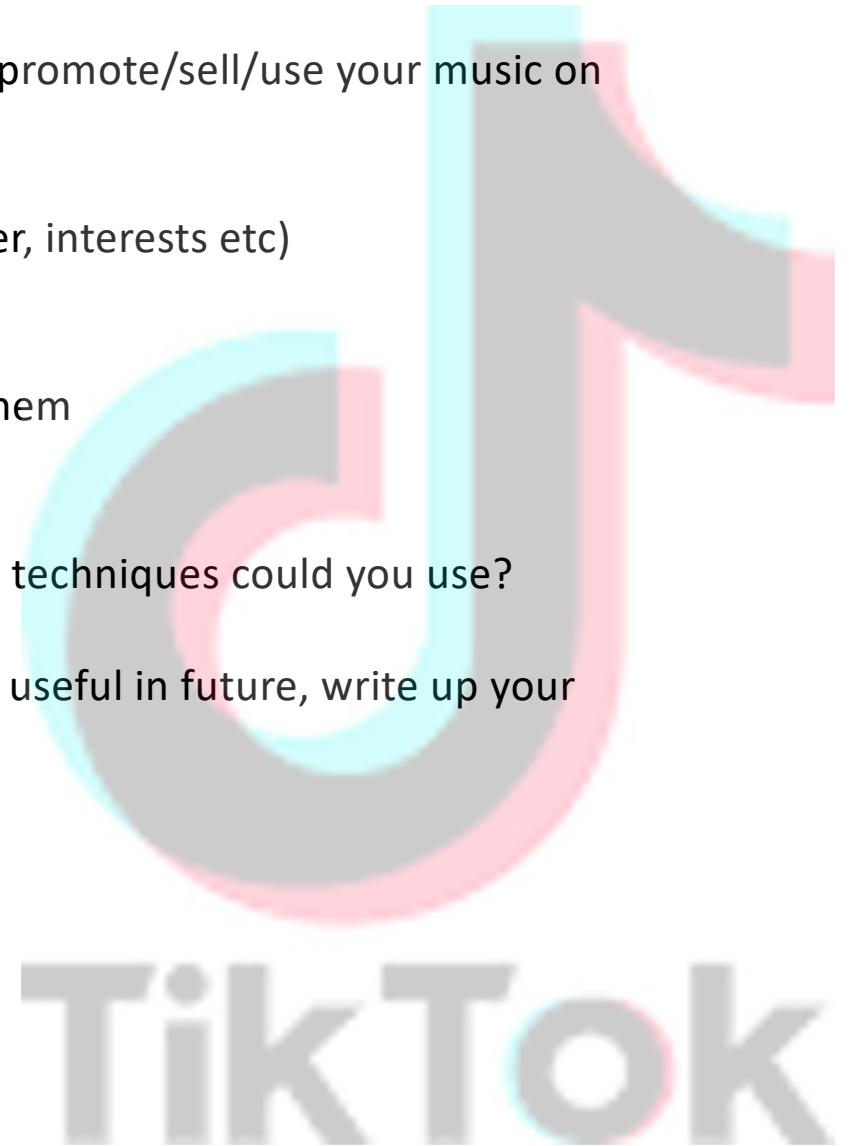 promote/sell/use your music on
er, interests etc)
nem
techniques could you use?
useful in future, write up your
TikTok